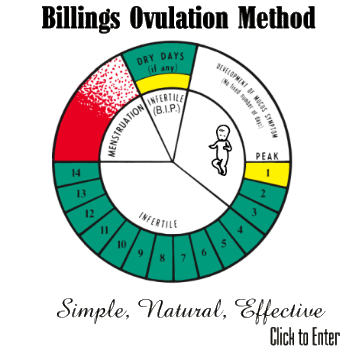 Billings Ovulation Method
DRY DAYS
(if any)
DEVELOPMENT OF MUCUS SYMPTOM
(No fixed number of days)
MENSTRUATION
INFERTILE
(B.I.P.)
PEAK
1
2
3
4
5
6
7
8
9
10
11
12
13
14
INFERTILE
Simple, Natural, Effective
Click to Enter